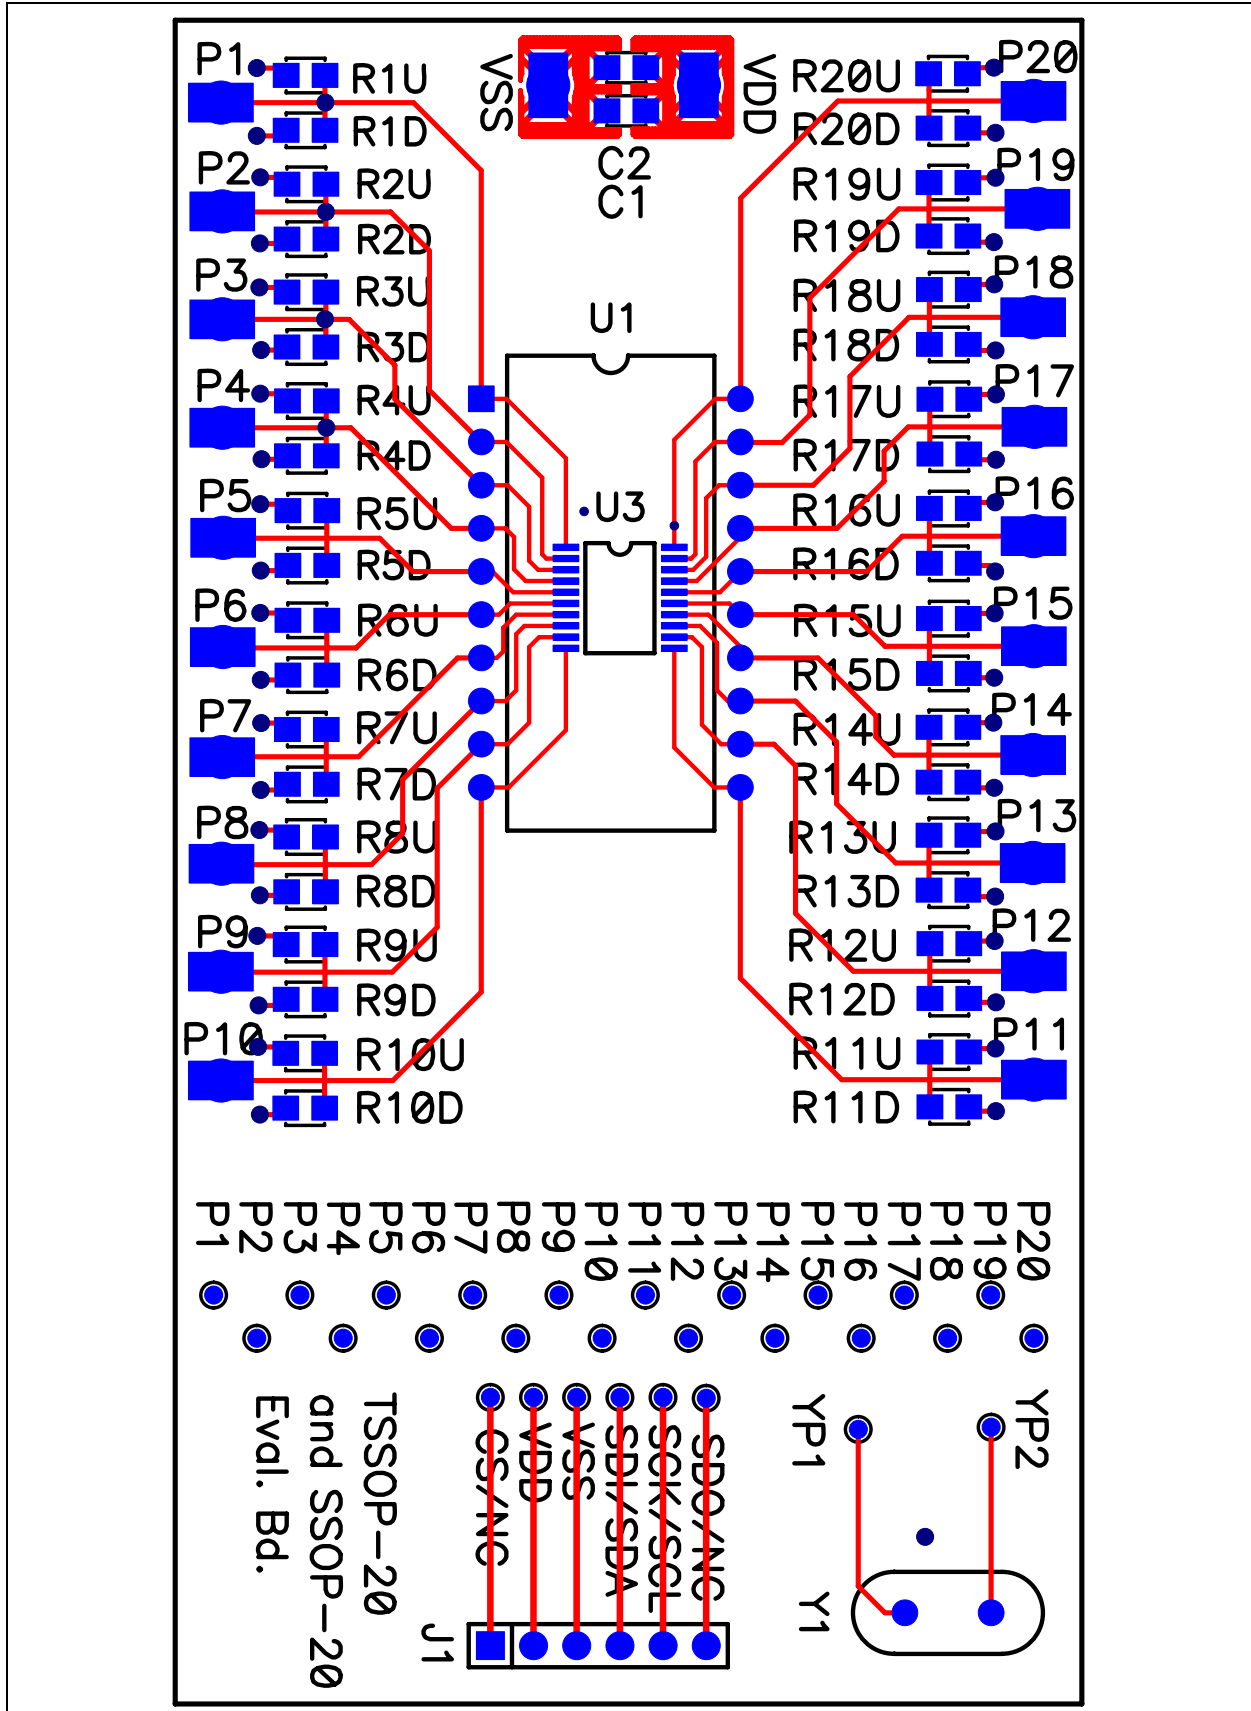 P1
R1U
R1D
P2
R2U
R2D
P3
R3U
R3D
P4
R4U
R4D
P5
R5U
R5D
P6
R6U
R6D
P7
R7U
R7D
P8
R8U
R8D
P9
R9U
R9D
P10
R10U
R10D
VSS
VDD
C2
C1
U1
U3
P20
R20U
R20D
P19
R19U
R19D
P18
R18U
R18D
P17
R17U
R17D
P16
R16U
R16D
P15
R15U
R15D
P14
R14U
R14D
P13
R13U
R13D
P12
R12U
R12D
P11
R11U
R11D
P1
P2
P3
P4
P5
P6
P7
P8
P9
P10
P11
P12
P13
P14
P15
P16
P17
P18
P19
P20
TSSOP-20
and SSOP-20
Eval. Bd.
CS/NC
VDD
VSS
SDI/SDA
SCK/SCL
SDO/NC
J1
YP1
YP2
Y1